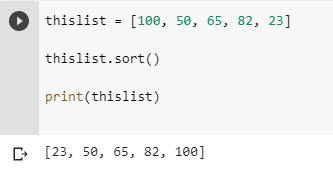 thislist = [100, 50, 65, 82, 23]
thislist.sort()
print(thislist)
[23, 50, 65, 82, 100]